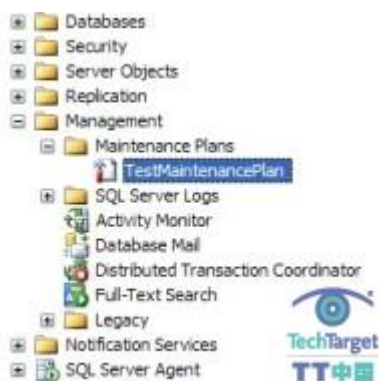 Databases
Security
Server Objects
Replication
Management
Maintenance Plans
TestMaintenancePlan
SQL Server Logs
Activity Monitor
Database Mail
Distributed Transaction Coordinator
Full-Text Search
Legacy
Notification Services
SQL Server Agent
TechTarget
TT中国